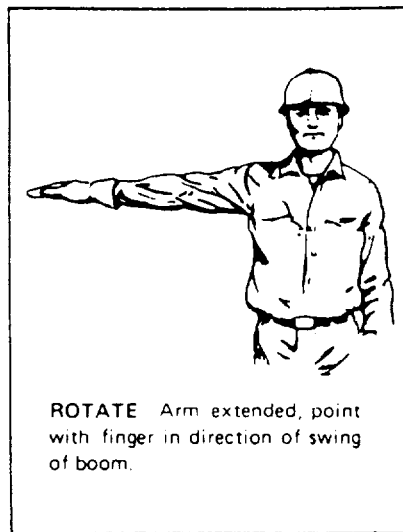 ROTATE Arm extended, point
with finger in direction of swing
of boom.